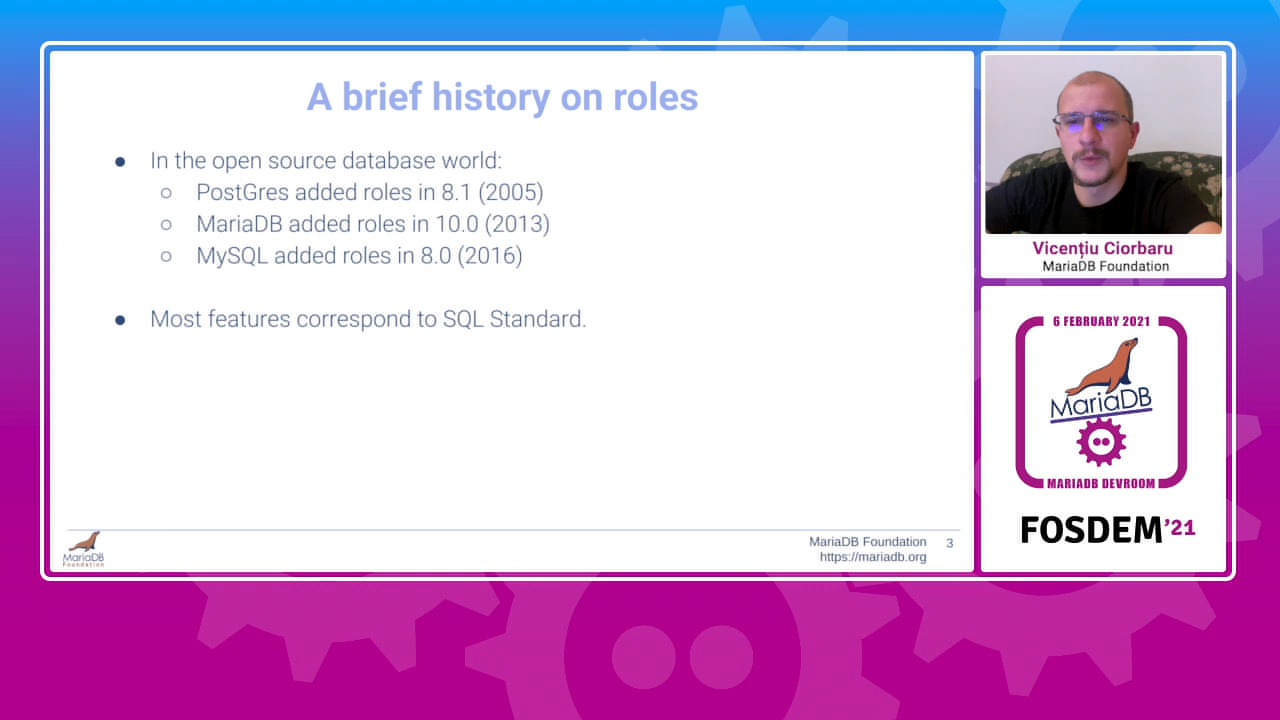 A brief history on roles
● In the open source database world:
○ PostGres added roles in 8.1 (2005)
○ MariaDB added roles in 10.0 (2013)
○ MySQL added roles in 8.0 (2016)
● Most features correspond to SQL Standard.
MariaDB
Foundation
MariaDB Foundation
https://mariadb.org
3
Vicențiu Ciorbaru
MariaDB Foundation
6 FEBRUARY 2021
MariaDB
MARIADB DEVROOM
FOSDEM'21